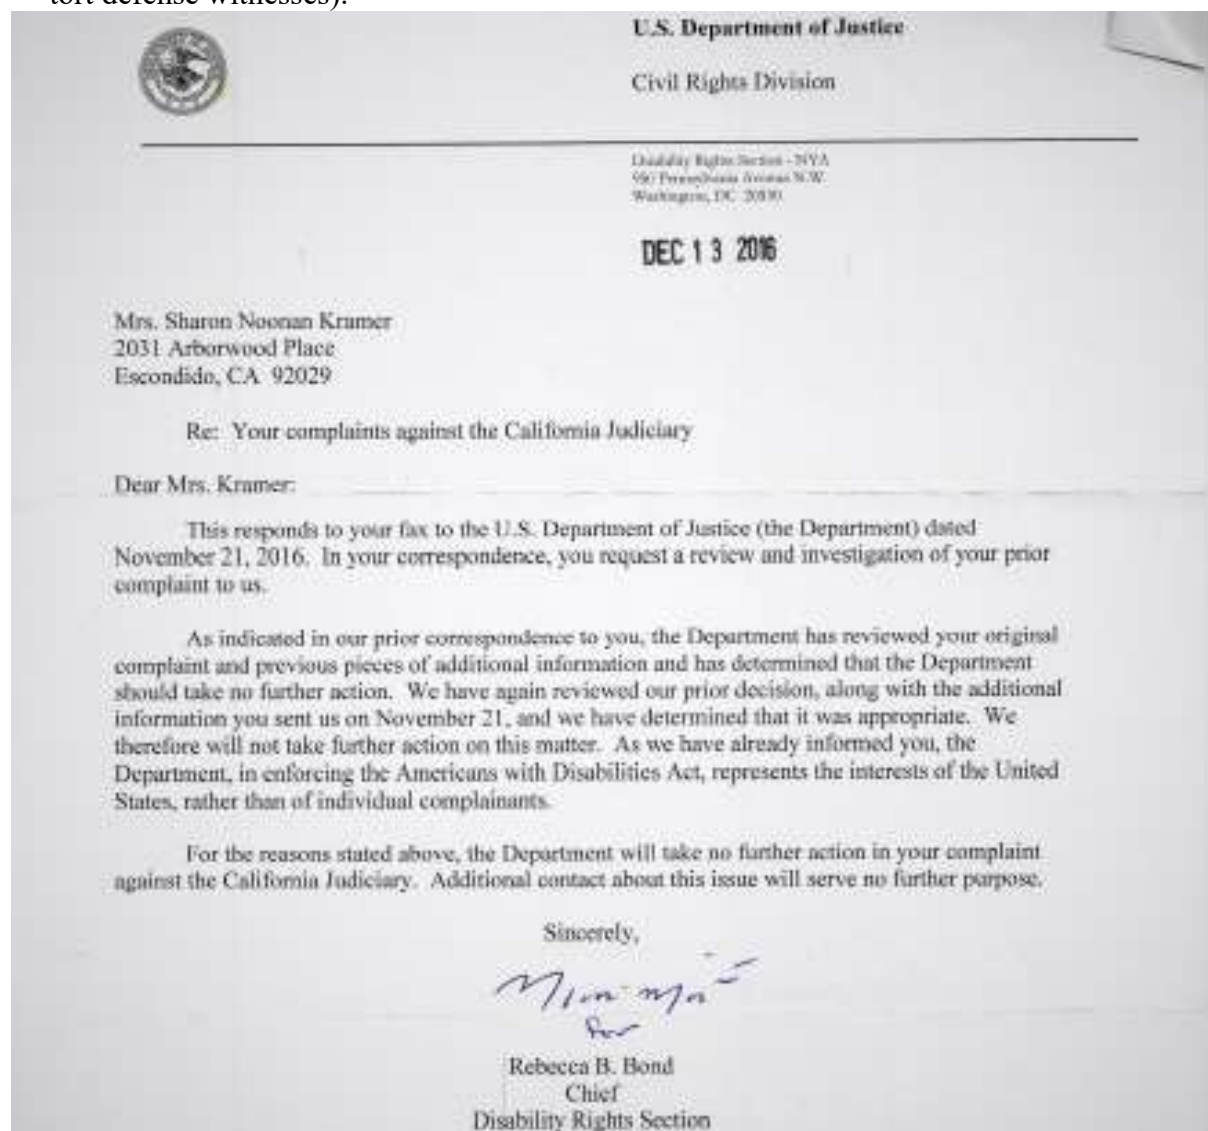 tort defense witnesses).
U.S. Department of Justice
Civil Rights Division
Disability Rights Section - NYA
950 Pennsylvania Avenue N.W.
Washington, DC 20530
DEC 13 2016
Mrs. Sharon Noonan Kramer
2031 Arborwood Place
Escondido, CA 92029
Re: Your complaints against the California Judiciary
Dear Mrs. Kramer:
This responds to your fax to the U.S. Department of Justice (the Department) dated
November 21, 2016. In your correspondence, you request a review and investigation of your prior
complaint to us.
As indicated in our prior correspondence to you, the Department has reviewed your original
complaint and previous pieces of additional information and has determined that the Department
should take no further action. We have again reviewed our prior decision, along with the additional
information you sent us on November 21, and we have determined that it was appropriate. We
therefore will not take further action on this matter. As we have already informed you, the
Department, in enforcing the Americans with Disabilities Act, represents the interests of the United
States, rather than of individual complainants.
For the reasons stated above, the Department will take no further action in your complaint
against the California Judiciary. Additional contact about this issue will serve no further purpose.
Sincerely,
for
Rebecca B. Bond
Chief
Disability Rights Section